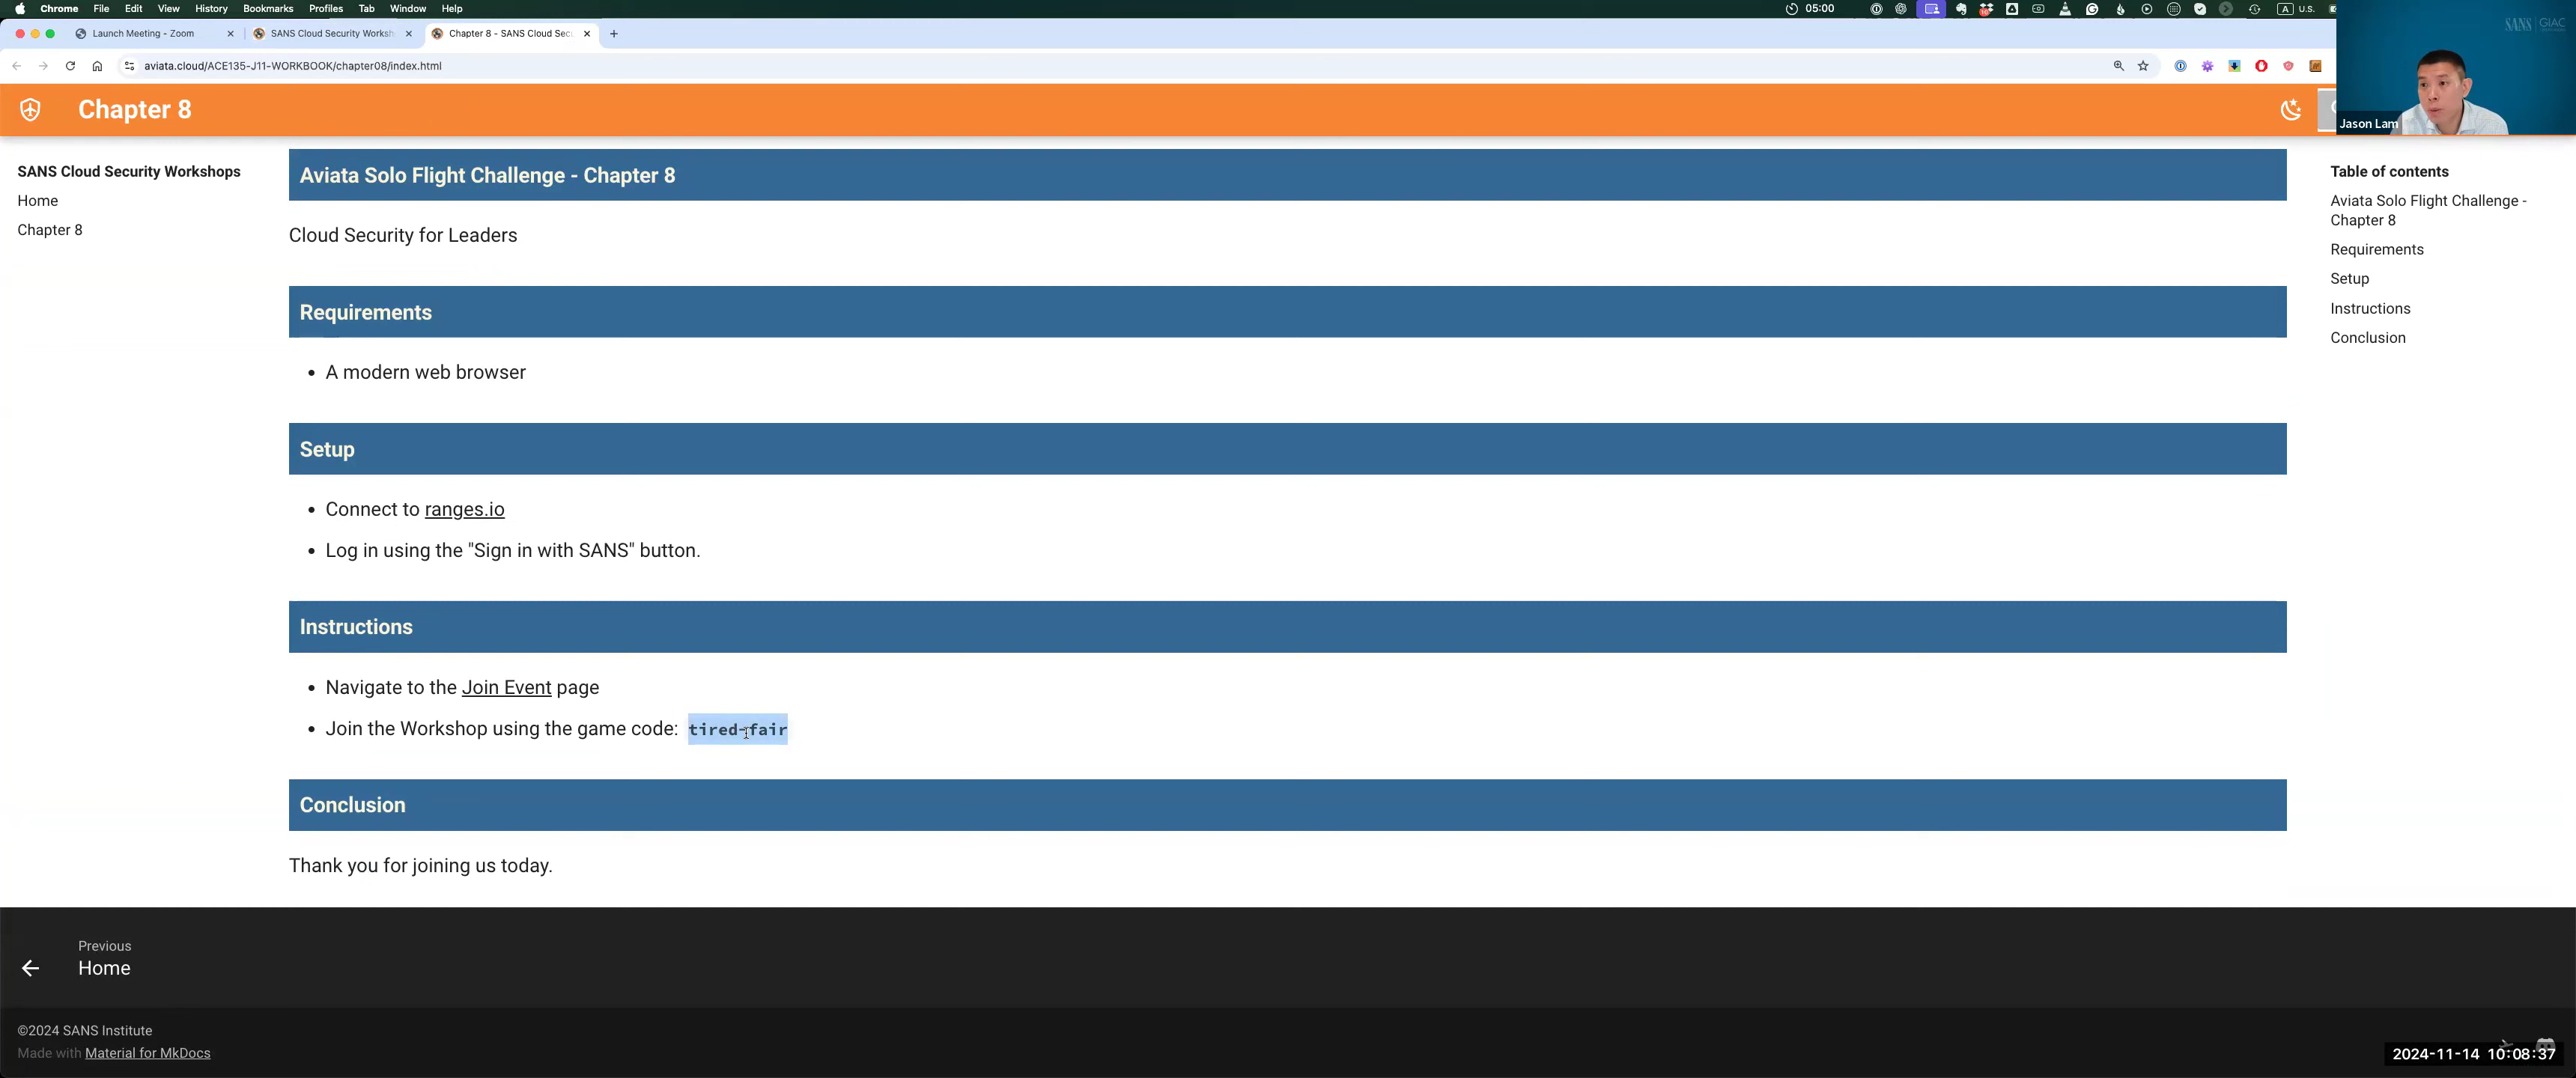 Chrome File Edit View History Bookmarks Profiles Tab Window Help
05:00
A U.S.
Launch Meeting - Zoom
SANS Cloud Security Worksh
Chapter 8 - SANS Cloud Sec
aviata.cloud/ACE135-J11-WORKBOOK/chapter08/index.html
SANS GIAC
Jason Lam
Chapter 8
SANS Cloud Security Workshops
Home
Chapter 8
Aviata Solo Flight Challenge - Chapter 8
Cloud Security for Leaders
Requirements
• A modern web browser
Setup
• Connect to ranges.io
• Log in using the "Sign in with SANS" button.
Instructions
• Navigate to the Join Event page
• Join the Workshop using the game code: tired-fair
Conclusion
Thank you for joining us today.
Table of contents
Aviata Solo Flight Challenge -
Chapter 8
Requirements
Setup
Instructions
Conclusion
Previous
Home
©2024 SANS Institute
Made with Material for MkDocs
2024-11-14 10:08:37